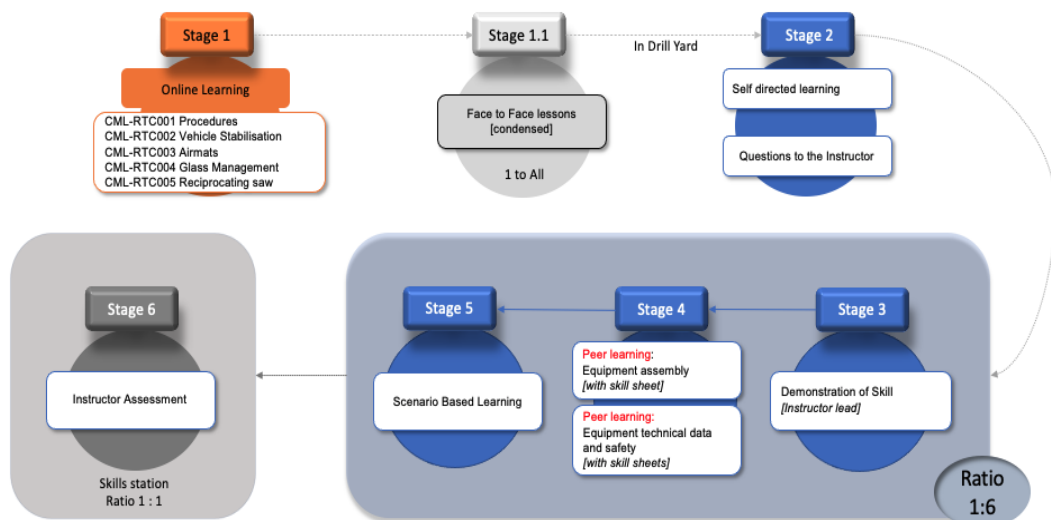 Stage 1
Online Learning
CML-RTC001 Procedures
CML-RTC002 Vehicle Stabilisation
CML-RTC003 Airmats
CML-RTC004 Glass Management
CML-RTC005 Reciprocating saw
Stage 1.1
Face to Face lessons
[condensed]
1 to All
In Drill Yard
Stage 2
Self directed learning
Questions to the Instructor
Stage 3
Demonstration of Skill
[Instructor lead]
Stage 4
Peer learning:
Equipment assembly
[with skill sheet]
Peer learning:
Equipment technical data
and safety
[with skill sheets]
Stage 5
Scenario Based Learning
Ratio
1:6
Stage 6
Instructor Assessment
Skills station
Ratio 1 : 1